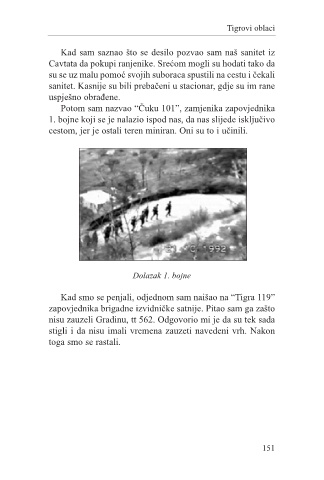 Tigrovi oblaci
Kad sam saznao što se desilo pozvao sam naš sanitet iz
Cavtata da pokupi ranjenike. Srećom mogli su hodati tako da
su se uz malu pomoć svojih suboraca spustili na cestu i čekali
sanitet. Kasnije su bili prebačeni u stacionar, gdje su im rane
uspješno obrađene.
Potom sam nazvao “Čuku 101”, zamjenika zapovjednika
1. bojne koji se je nalazio ispod nas, da nas slijede isključivo
cestom, jer je ostali teren miniran. Oni su to i učinili.
1992
Dolazak 1. bojne
Kad smo se penjali, odjednom sam naišao na “Tigra 119”
zapovjednika brigadne izvidničke satnije. Pitao sam ga zašto
nisu zauzeli Gradinu, tt 562. Odgovorio mi je da su tek sada
stigli i da nisu imali vremena zauzeti navedeni vrh. Nakon
toga smo se rastali.
151